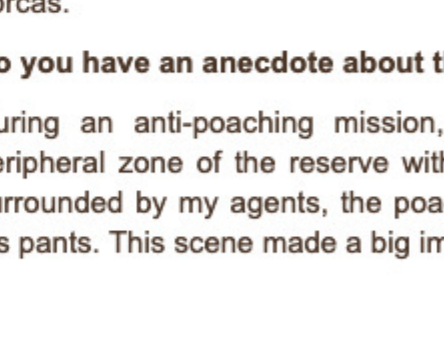 orcas.
o you have an anecdote about t
uring an anti-poaching mission,
eripheral zone of the reserve with
urrounded by my agents, the poa
s pants. This scene made a big im